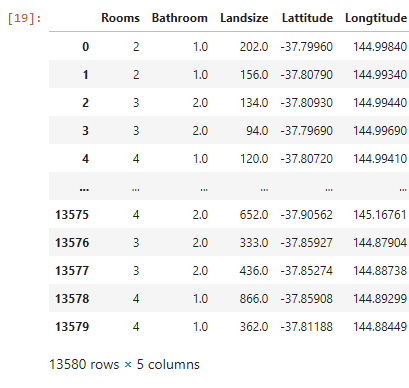 [19]: Rooms Bathroom Landsize Lattitude Longtitude
0 2 1.0 202.0 -37.79960 144.99840
1 2 1.0 156.0 -37.80790 144.99340
2 3 2.0 134.0 -37.80930 144.99440
3 3 2.0 94.0 -37.79690 144.99690
4 4 1.0 120.0 -37.80720 144.99410
... ... ... ... ... ...
13575 4 2.0 652.0 -37.90562 145.16761
13576 3 2.0 333.0 -37.85927 144.87904
13577 3 2.0 436.0 -37.85274 144.88738
13578 4 1.0 866.0 -37.85908 144.89299
13579 4 1.0 362.0 -37.81188 144.88449
13580 rows × 5 columns